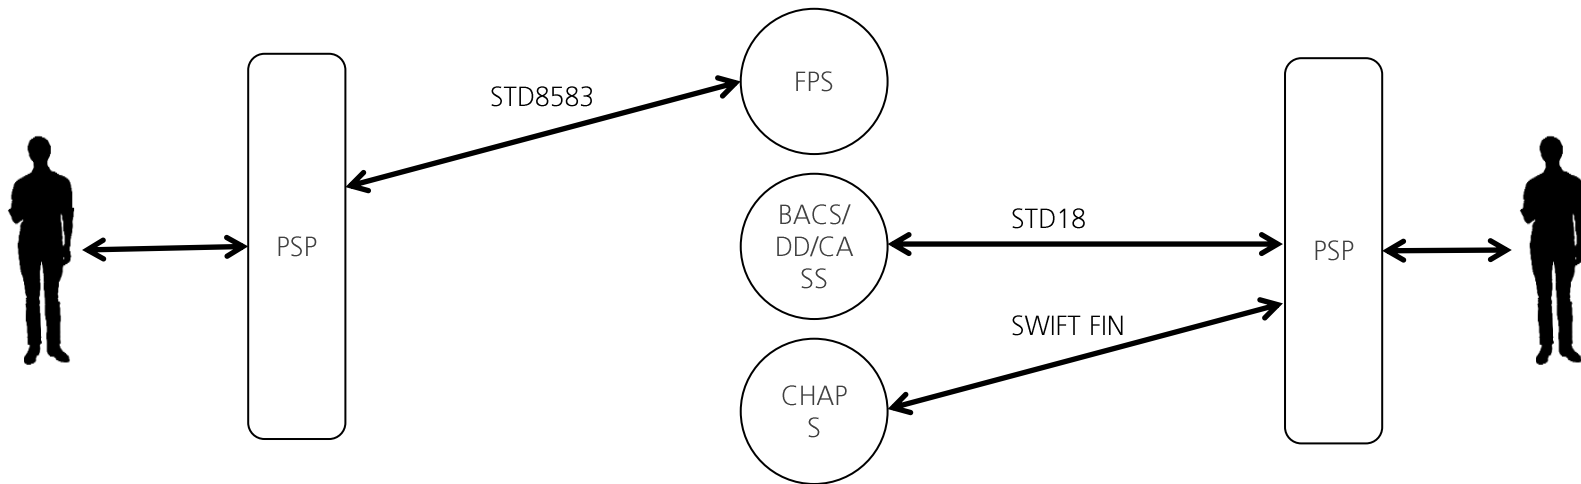 FPS
STD8583
BACS/
DD/CA
SS
STD18
PSP
PSP
SWIFT FIN
CHAP
S